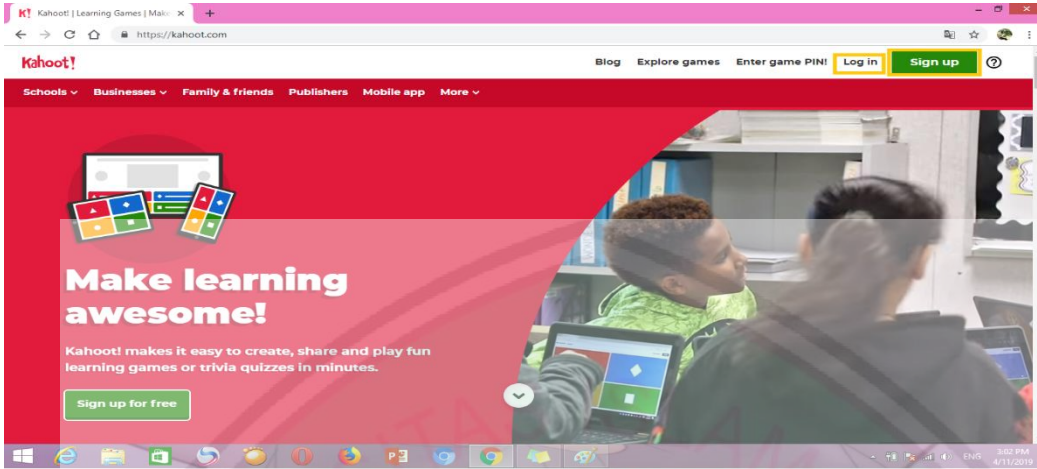 Kahoot! | Learning Games | Make
https://kahoot.com
Kahoot!
Blog Explore games Enter game PIN! Log in Sign up
Schools Businesses Family & friends Publishers Mobile app More
Make learning
awesome!
Kahoot! makes it easy to create, share and play fun
learning games or trivia quizzes in minutes.
Sign up for free
ENG
3:02 PM
4/11/2019